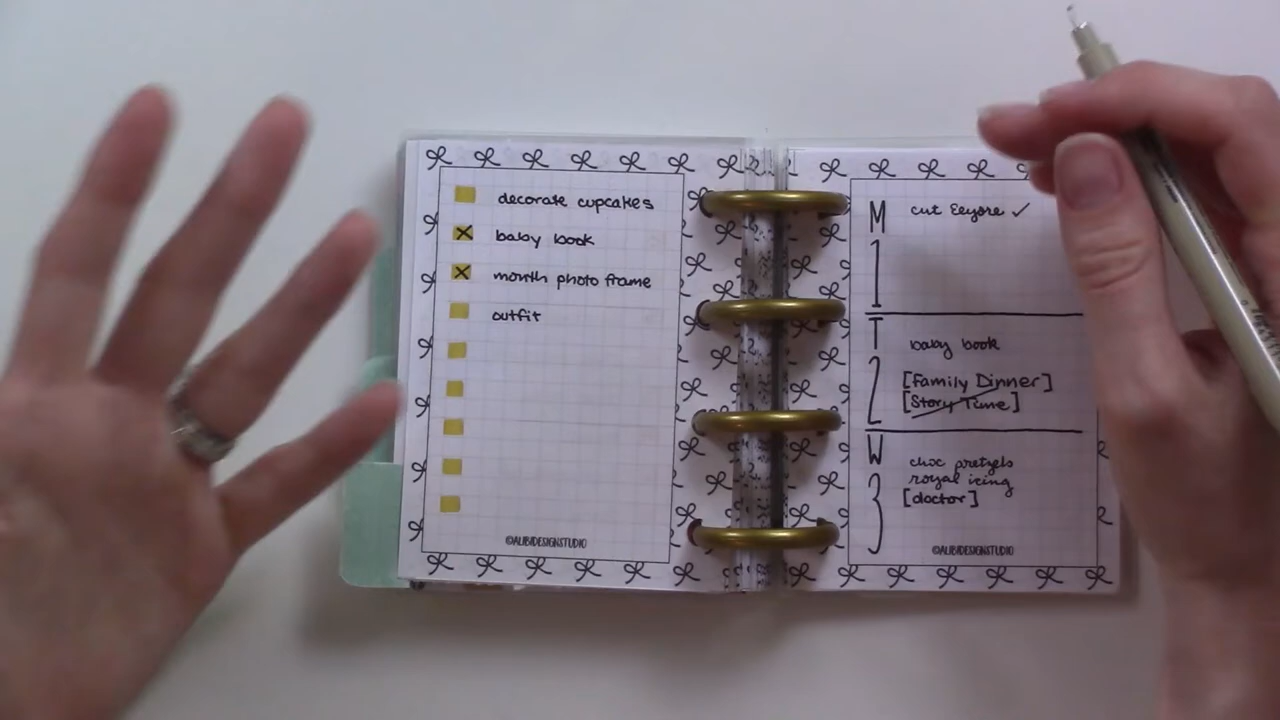 decorate cupcakes
baby book
month photo frame
outfit
©ALIBIDESIGNSTUDIO
M
1
cut Eeyore ✓
T
2
baby book
[Family Dinner]
[Story Time]
W
3
choc pretzels
royal icing
[doctor]
©ALIBIDESIGNSTUDIO